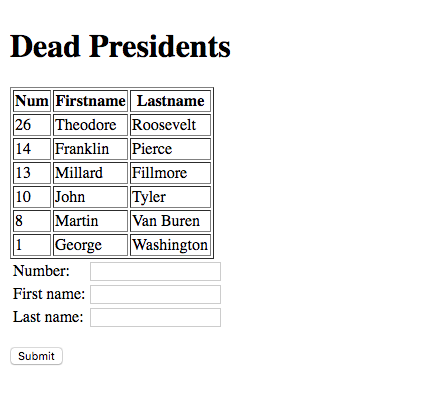 Dead Presidents
Num Firstname Lastname
26 Theodore Roosevelt
14 Franklin Pierce
13 Millard Fillmore
10 John Tyler
8 Martin Van Buren
1 George Washington
Number:
First name:
Last name:
Submit